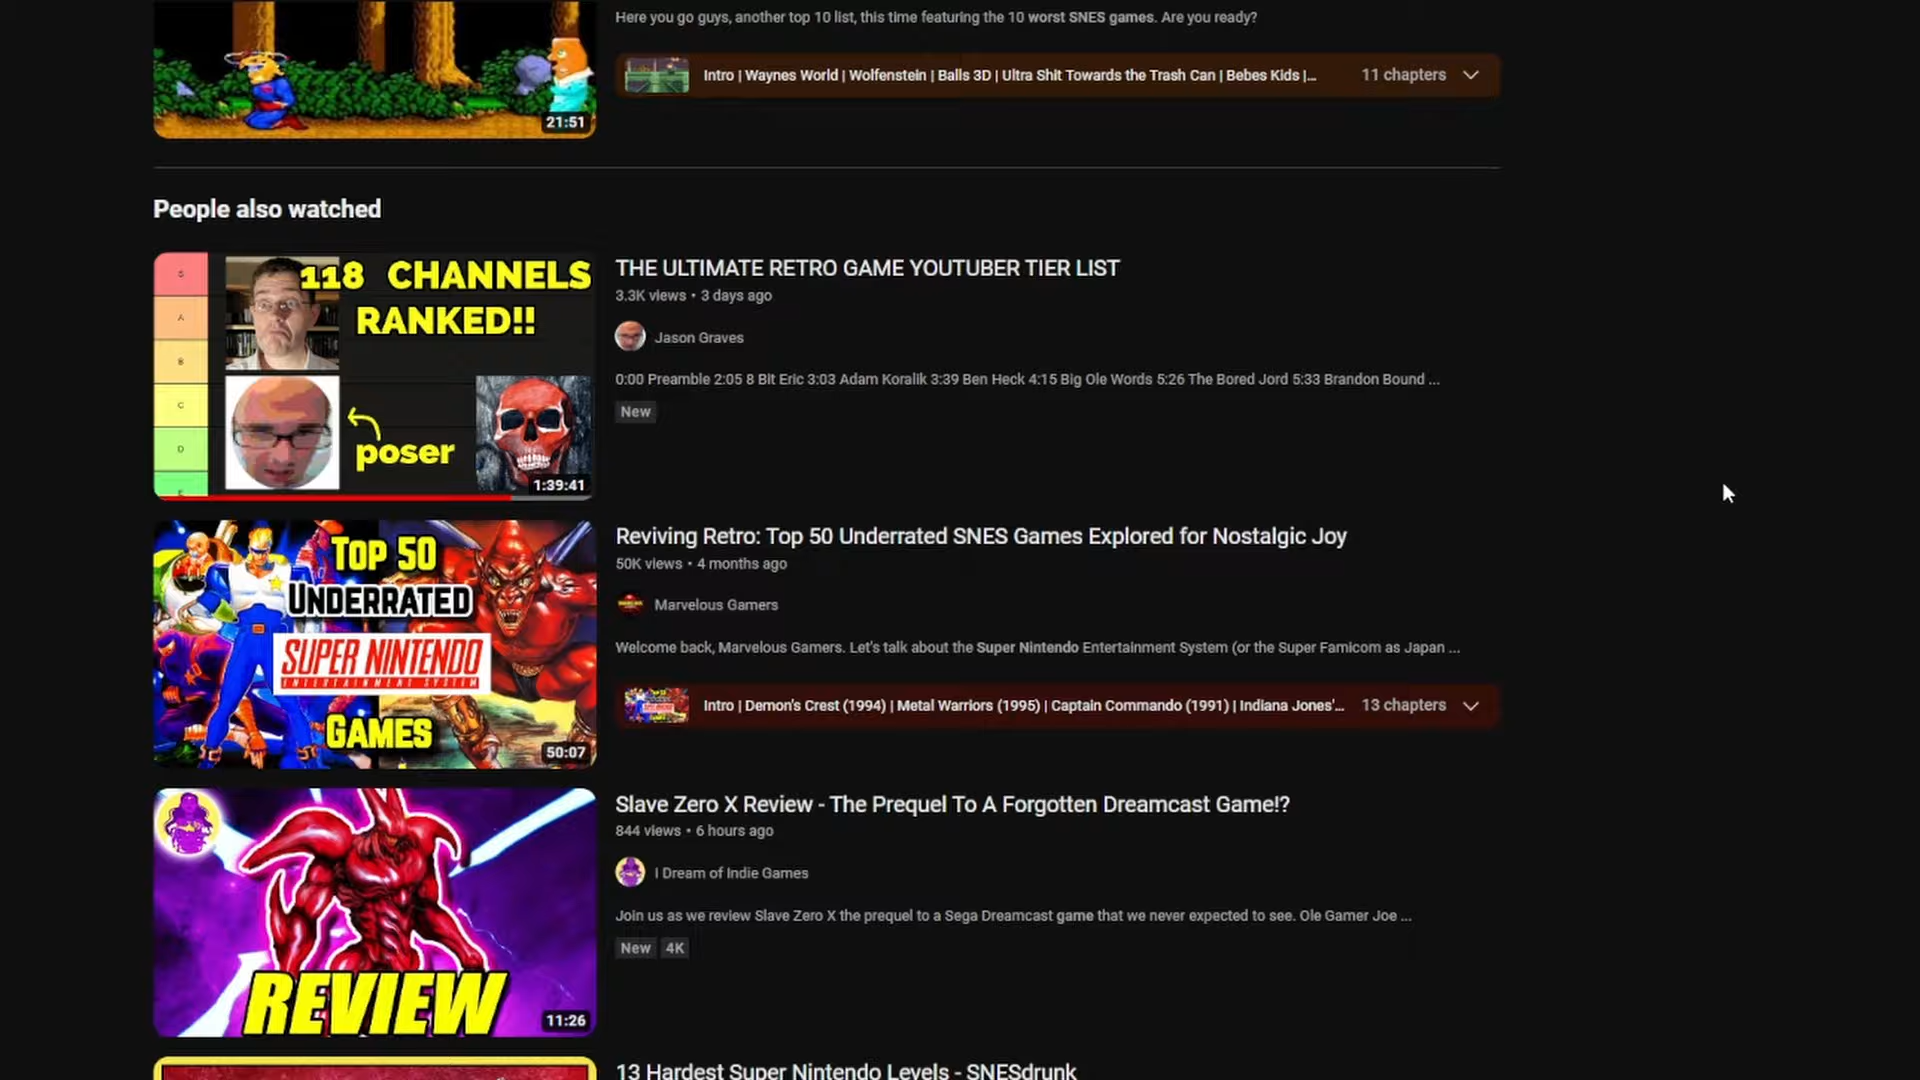 Here you go guys, another top 10 list, this time featuring the 10 worst SNES games. Are you ready?
Intro | Waynes World | Wolfenstein | Balls 3D | Ultra Shit Towards the Trash Can | Bebes Kids |...
11 chapters
21:51
People also watched
S
A
B
C
D
E
118 CHANNELS
RANKED!!
poser
1:39:41
THE ULTIMATE RETRO GAME YOUTUBER TIER LIST
3.3K views • 3 days ago
Jason Graves
0:00 Preamble 2:05 8 Bit Eric 3:03 Adam Koralik 3:39 Ben Heck 4:15 Big Ole Words 5:26 The Bored Jord 5:33 Brandon Bound ...
New
TOP 50
UNDERRATED
SUPER NINTENDO
ENTERTAINMENT SYSTEM
GAMES
50:07
Reviving Retro: Top 50 Underrated SNES Games Explored for Nostalgic Joy
50K views • 4 months ago
Marvelous Gamers
Welcome back, Marvelous Gamers. Let's talk about the Super Nintendo Entertainment System (or the Super Famicom as Japan ...
Intro | Demon's Crest (1994) | Metal Warriors (1995) | Captain Commando (1991) | Indiana Jones'...
13 chapters
REVIEW
11:26
Slave Zero X Review - The Prequel To A Forgotten Dreamcast Game!?
844 views • 6 hours ago
I Dream of Indie Games
Join us as we review Slave Zero X the prequel to a Sega Dreamcast game that we never expected to see. Ole Gamer Joe ...
New
4K
13 Hardest Super Nintendo Levels - SNESdrunk